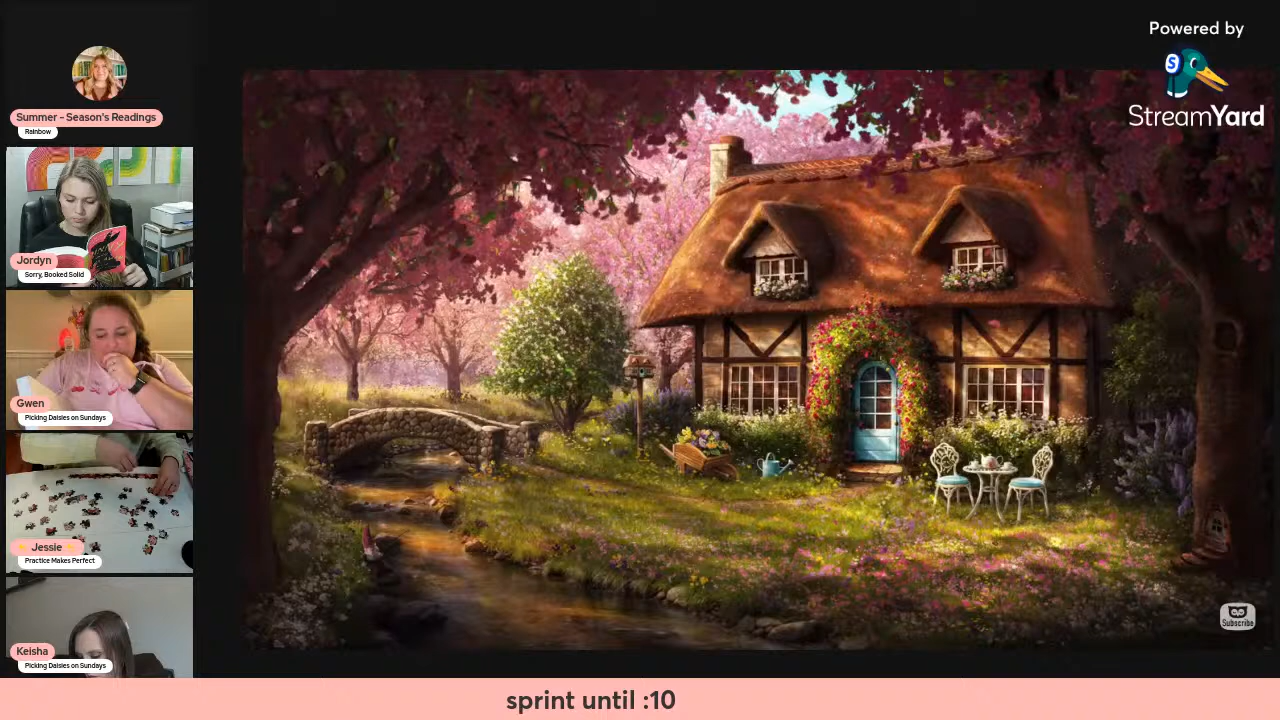 Powered by
StreamYard
Summer - Season's Readings
Rainbow
Jordyn
Sorry, Booked Solid
Gwen
Picking Daisies on Sundays
Jessie
Practice Makes Perfect
Keisha
Picking Daisies on Sundays
Subscribe
sprint until :10